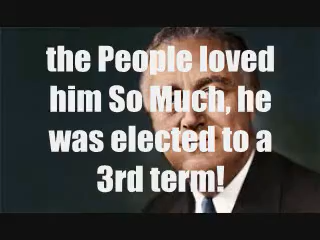 the People loved
him So Much, he
was elected to a
3rd term!